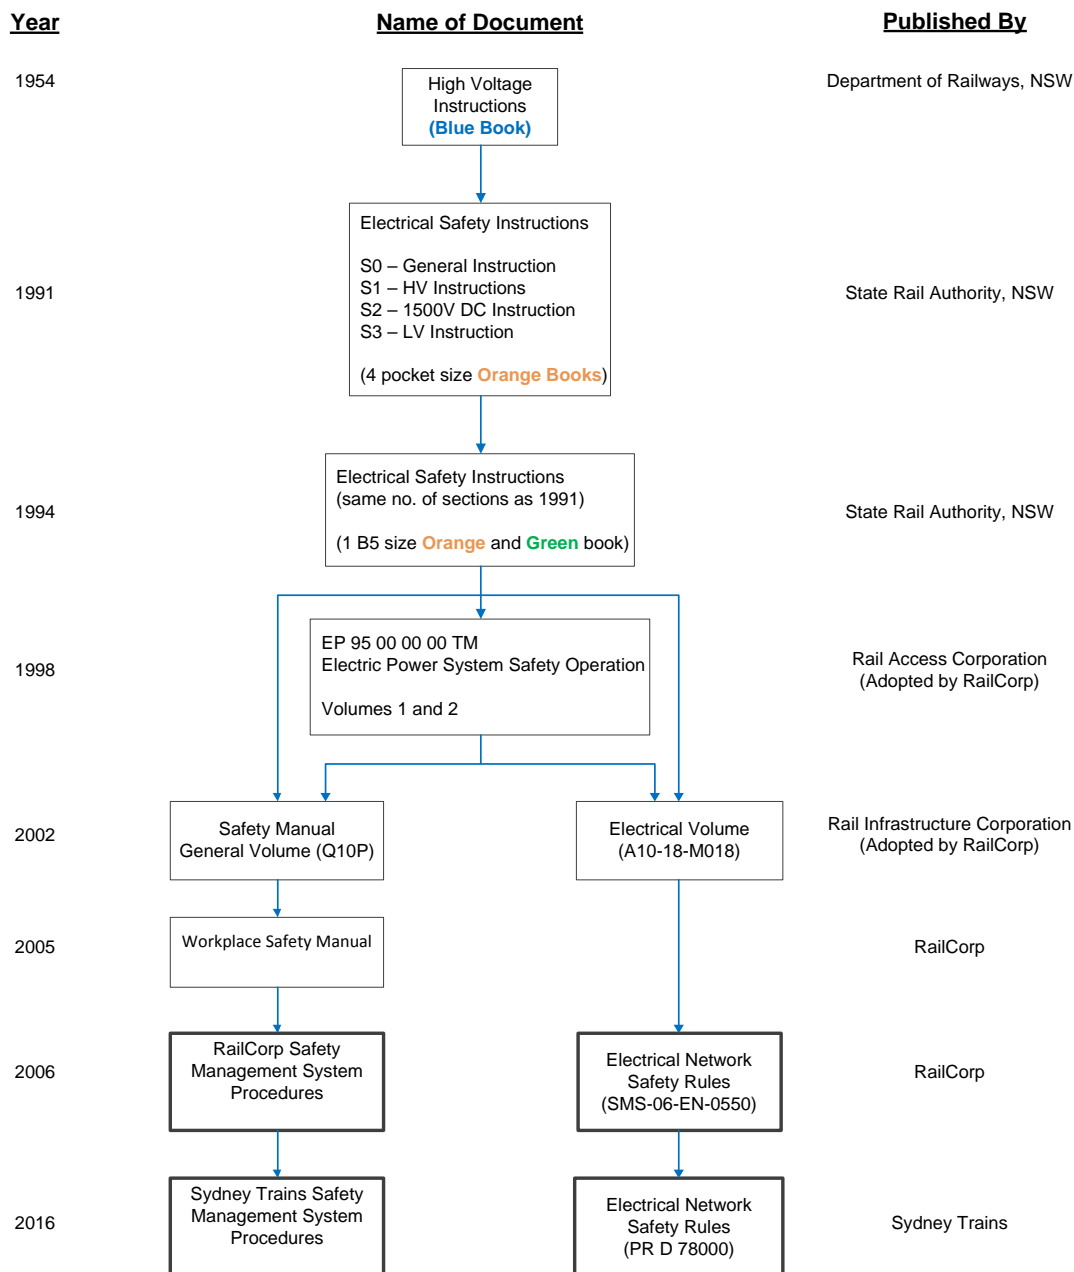 Year Name of Document Published By
1954
High Voltage
Instructions
(Blue Book)
Department of Railways, NSW
1991
Electrical Safety Instructions
S0 – General Instruction
S1 – HV Instructions
S2 – 1500V DC Instruction
S3 – LV Instruction
(4 pocket size Orange Books)
State Rail Authority, NSW
1994
Electrical Safety Instructions
(same no. of sections as 1991)
(1 B5 size Orange and Green book)
State Rail Authority, NSW
1998
EP 95 00 00 00 TM
Electric Power System Safety Operation
Volumes 1 and 2
Rail Access Corporation
(Adopted by RailCorp)
2002
Safety Manual
General Volume (Q10P)
Electrical Volume
(A10-18-M018)
Rail Infrastructure Corporation
(Adopted by RailCorp)
2005
Workplace Safety Manual
RailCorp
2006
RailCorp Safety
Management System
Procedures
Electrical Network
Safety Rules
(SMS-06-EN-0550)
RailCorp
2016
Sydney Trains Safety
Management System
Procedures
Electrical Network
Safety Rules
(PR D 78000)
Sydney Trains